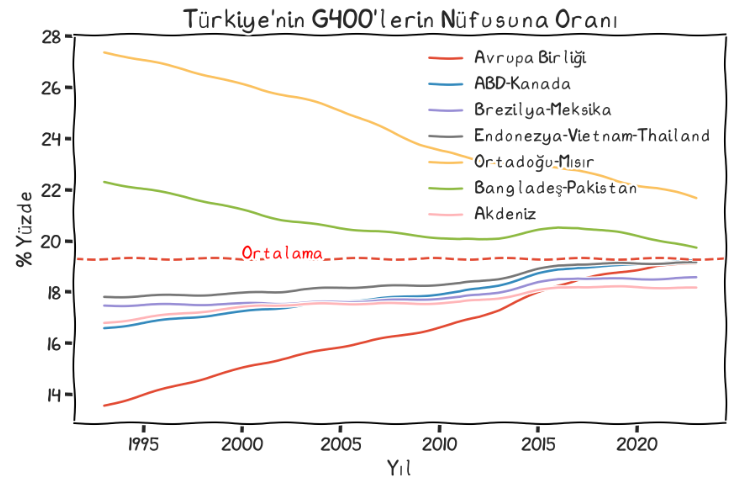 Türkiye'nin G400'lerin Nüfusuna Oranı
28
26
24
22
20
18
16
14
% Yüzde
Avrupa Birliği
ABD-Kanada
Brezilya-Meksika
Endonezya-Vietnam-Thailand
Ortadoğu-Mısır
Bangladeş-Pakistan
Akdeniz
Ortalama
1995 2000 2005 2010 2015 2020
Yıl